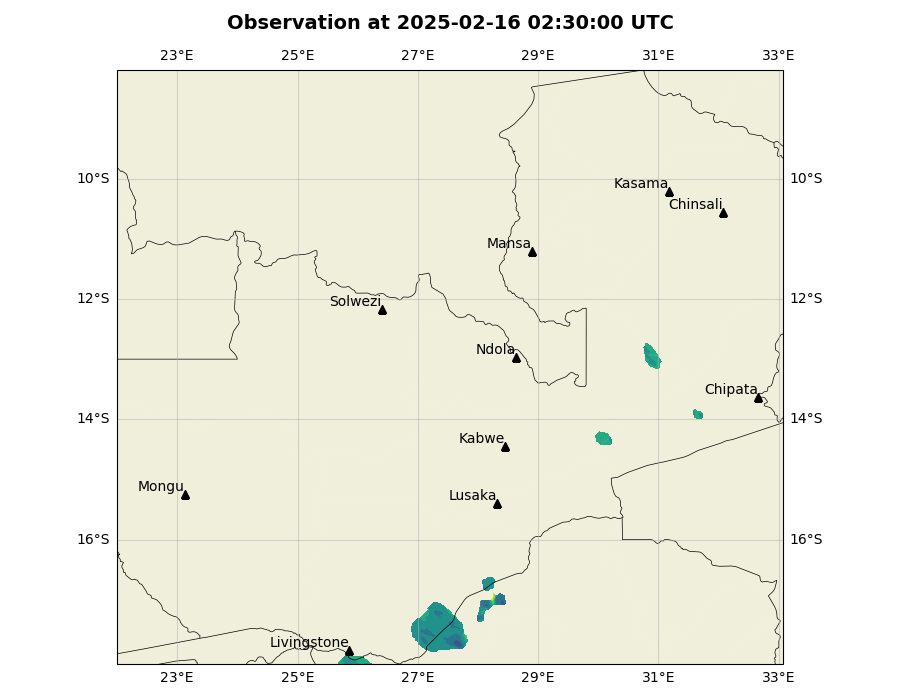 Observation at 2025-02-16 02:30:00 UTC
23°E 25°E 27°E 29°E 31°E 33°E
10°S 10°S
Kasama
Chinsali
Mansa
12°S 12°S
Solwezi
Ndola
Chipata
14°S 14°S
Kabwe
Mongu
Lusaka
16°S 16°S
Livingstone
23°E 25°E 27°E 29°E 31°E 33°E